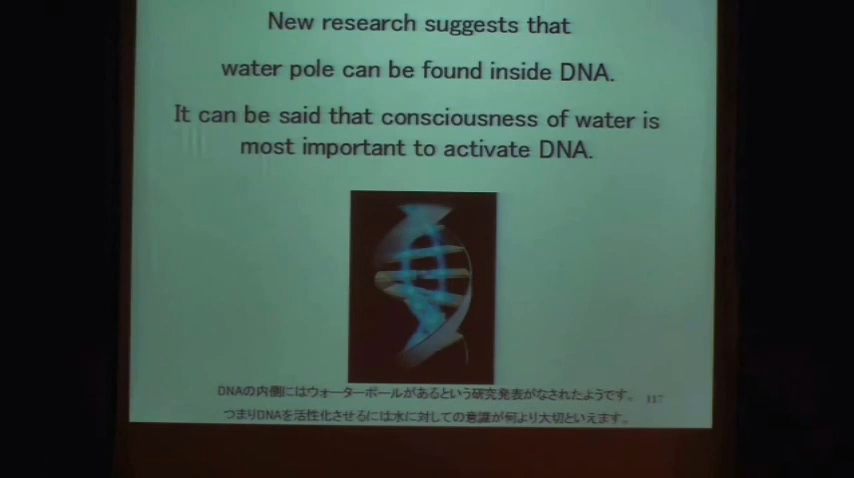 New research suggests that
water pole can be found inside DNA.
It can be said that consciousness of water is
most important to activate DNA.
DNAの内側にはウォーターポールがあるという研究発表がなされたようです。 117
つまりDNAを活性化させるには水に対しての意識が何より大切といえます。